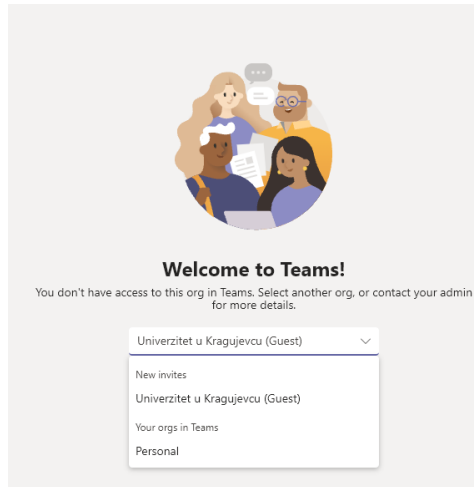 Welcome to Teams!
You don't have access to this org in Teams. Select another org, or contact your admin
for more details.
Univerzitet u Kragujevcu (Guest)
New invites
Univerzitet u Kragujevcu (Guest)
Your orgs in Teams
Personal